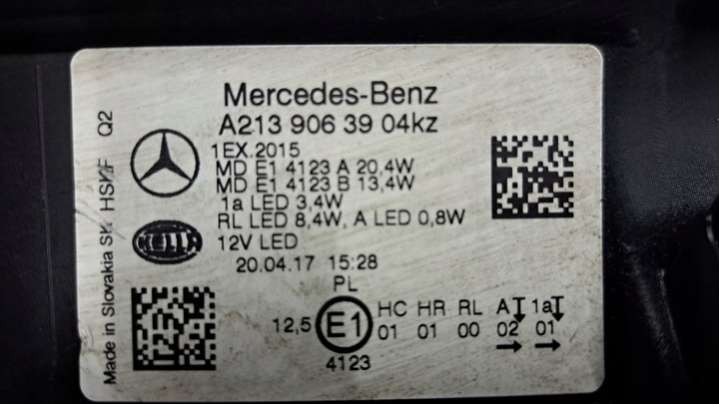 Mercedes-Benz
A213 906 39 04kz
1EX.2015
MD E1 4123 A 20,4W
MD E1 4123 B 13,4W
1a LED 3,4W
RL LED 8,4W, A LED 0,8W
12V LED
20.04.17 15:28
PL
12,5 E1 HC HR RL A 1a
01 01 00 02 01
4123
HELLA
Made in Slovakia SK HSK F Q2